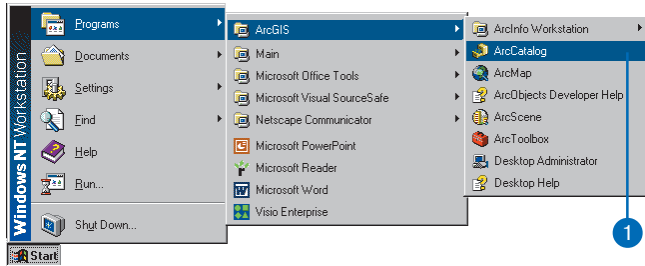 Windows NT Workstation
Programs
Documents
Settings
Find
Help
Run...
Shut Down...
Start
ArcGIS
Main
Microsoft Office Tools
Microsoft Visual SourceSafe
Netscape Communicator
Microsoft PowerPoint
Microsoft Reader
Microsoft Word
Visio Enterprise
ArcInfo Workstation
ArcCatalog
ArcMap
ArcObjects Developer Help
ArcScene
ArcToolbox
Desktop Administrator
Desktop Help
1